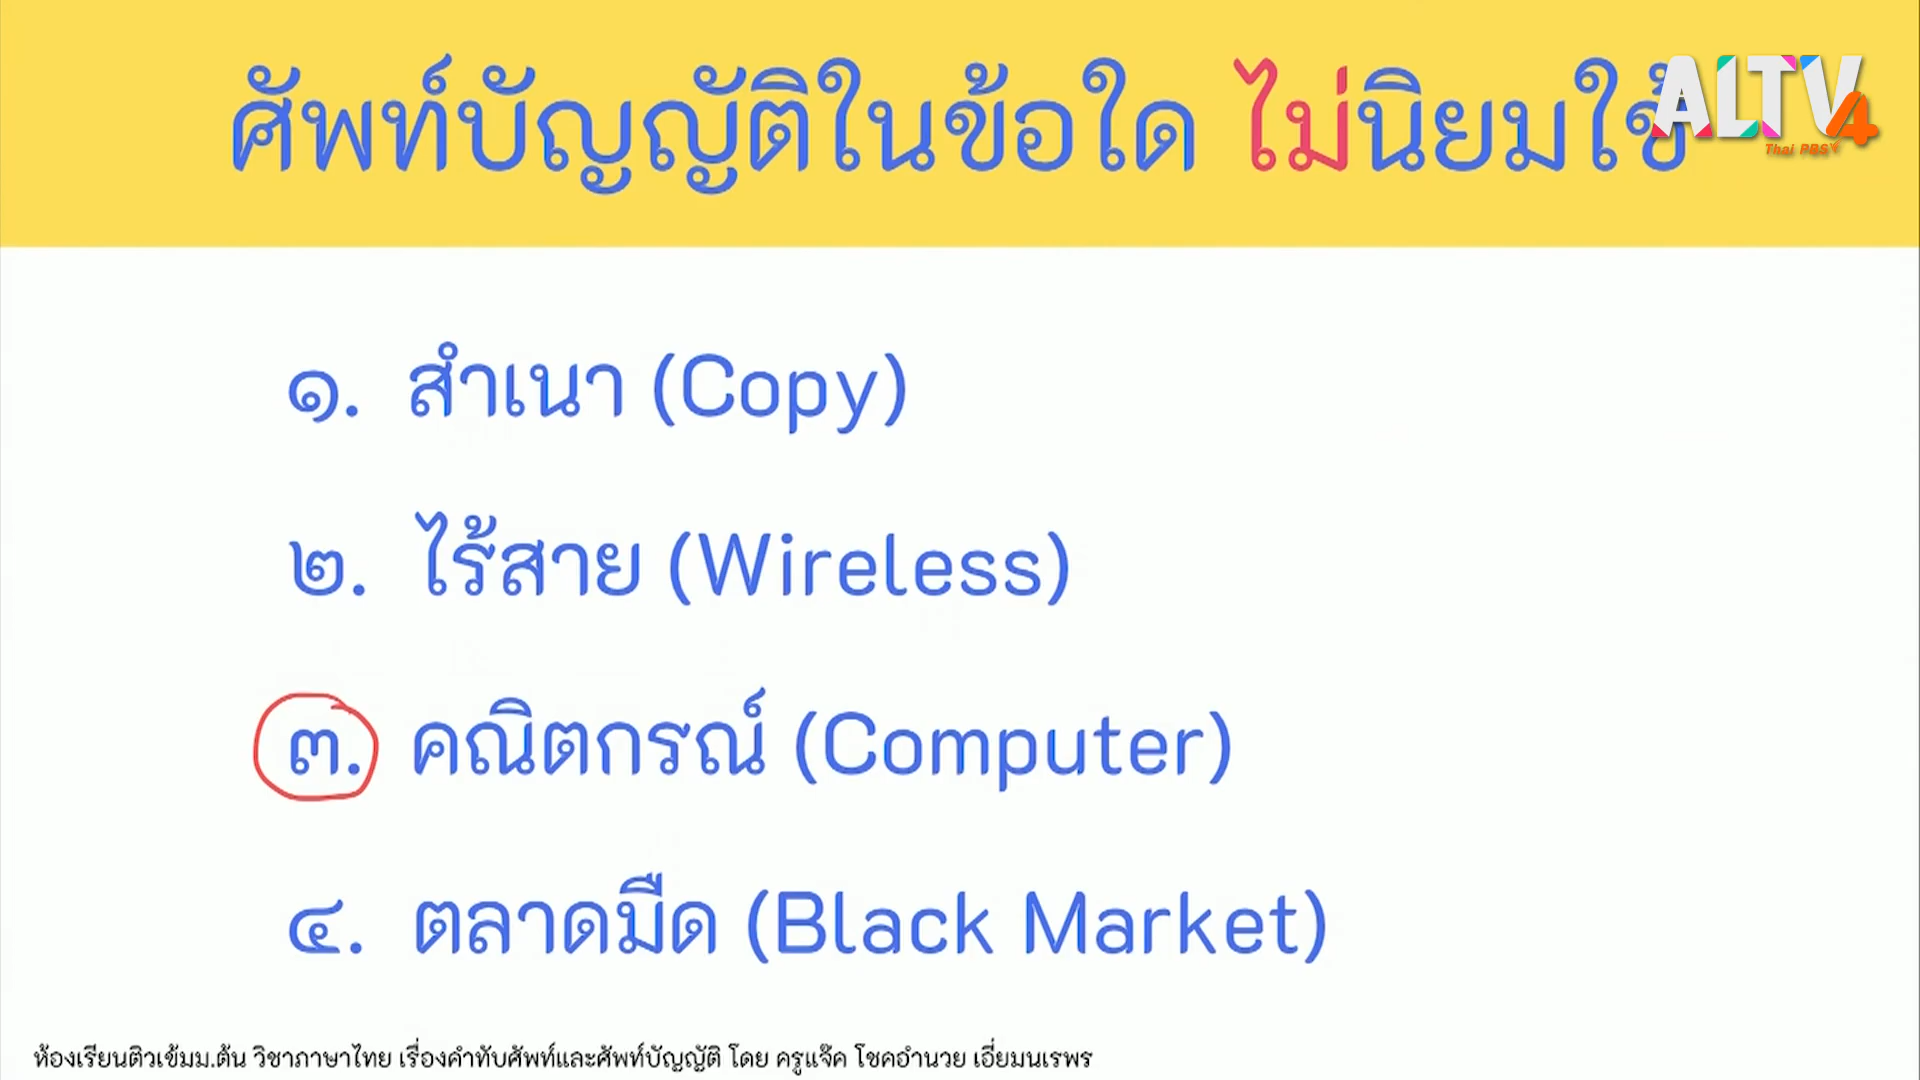 ศัพท์บัญญัติในข้อใด ไม่นิยมใช้
ALTV4
Thai PBS
๑. สำเนา (Copy)
๒. ไร้สาย (Wireless)
๓. คณิตกรณ์ (Computer)
๔. ตลาดมืด (Black Market)
ห้องเรียนติวเข้มม.ต้น วิชาภาษาไทย เรื่องคำทับศัพท์และศัพท์บัญญัติ โดย ครูแจ๊ค โชคอำนวย เอี่ยมนเรพร